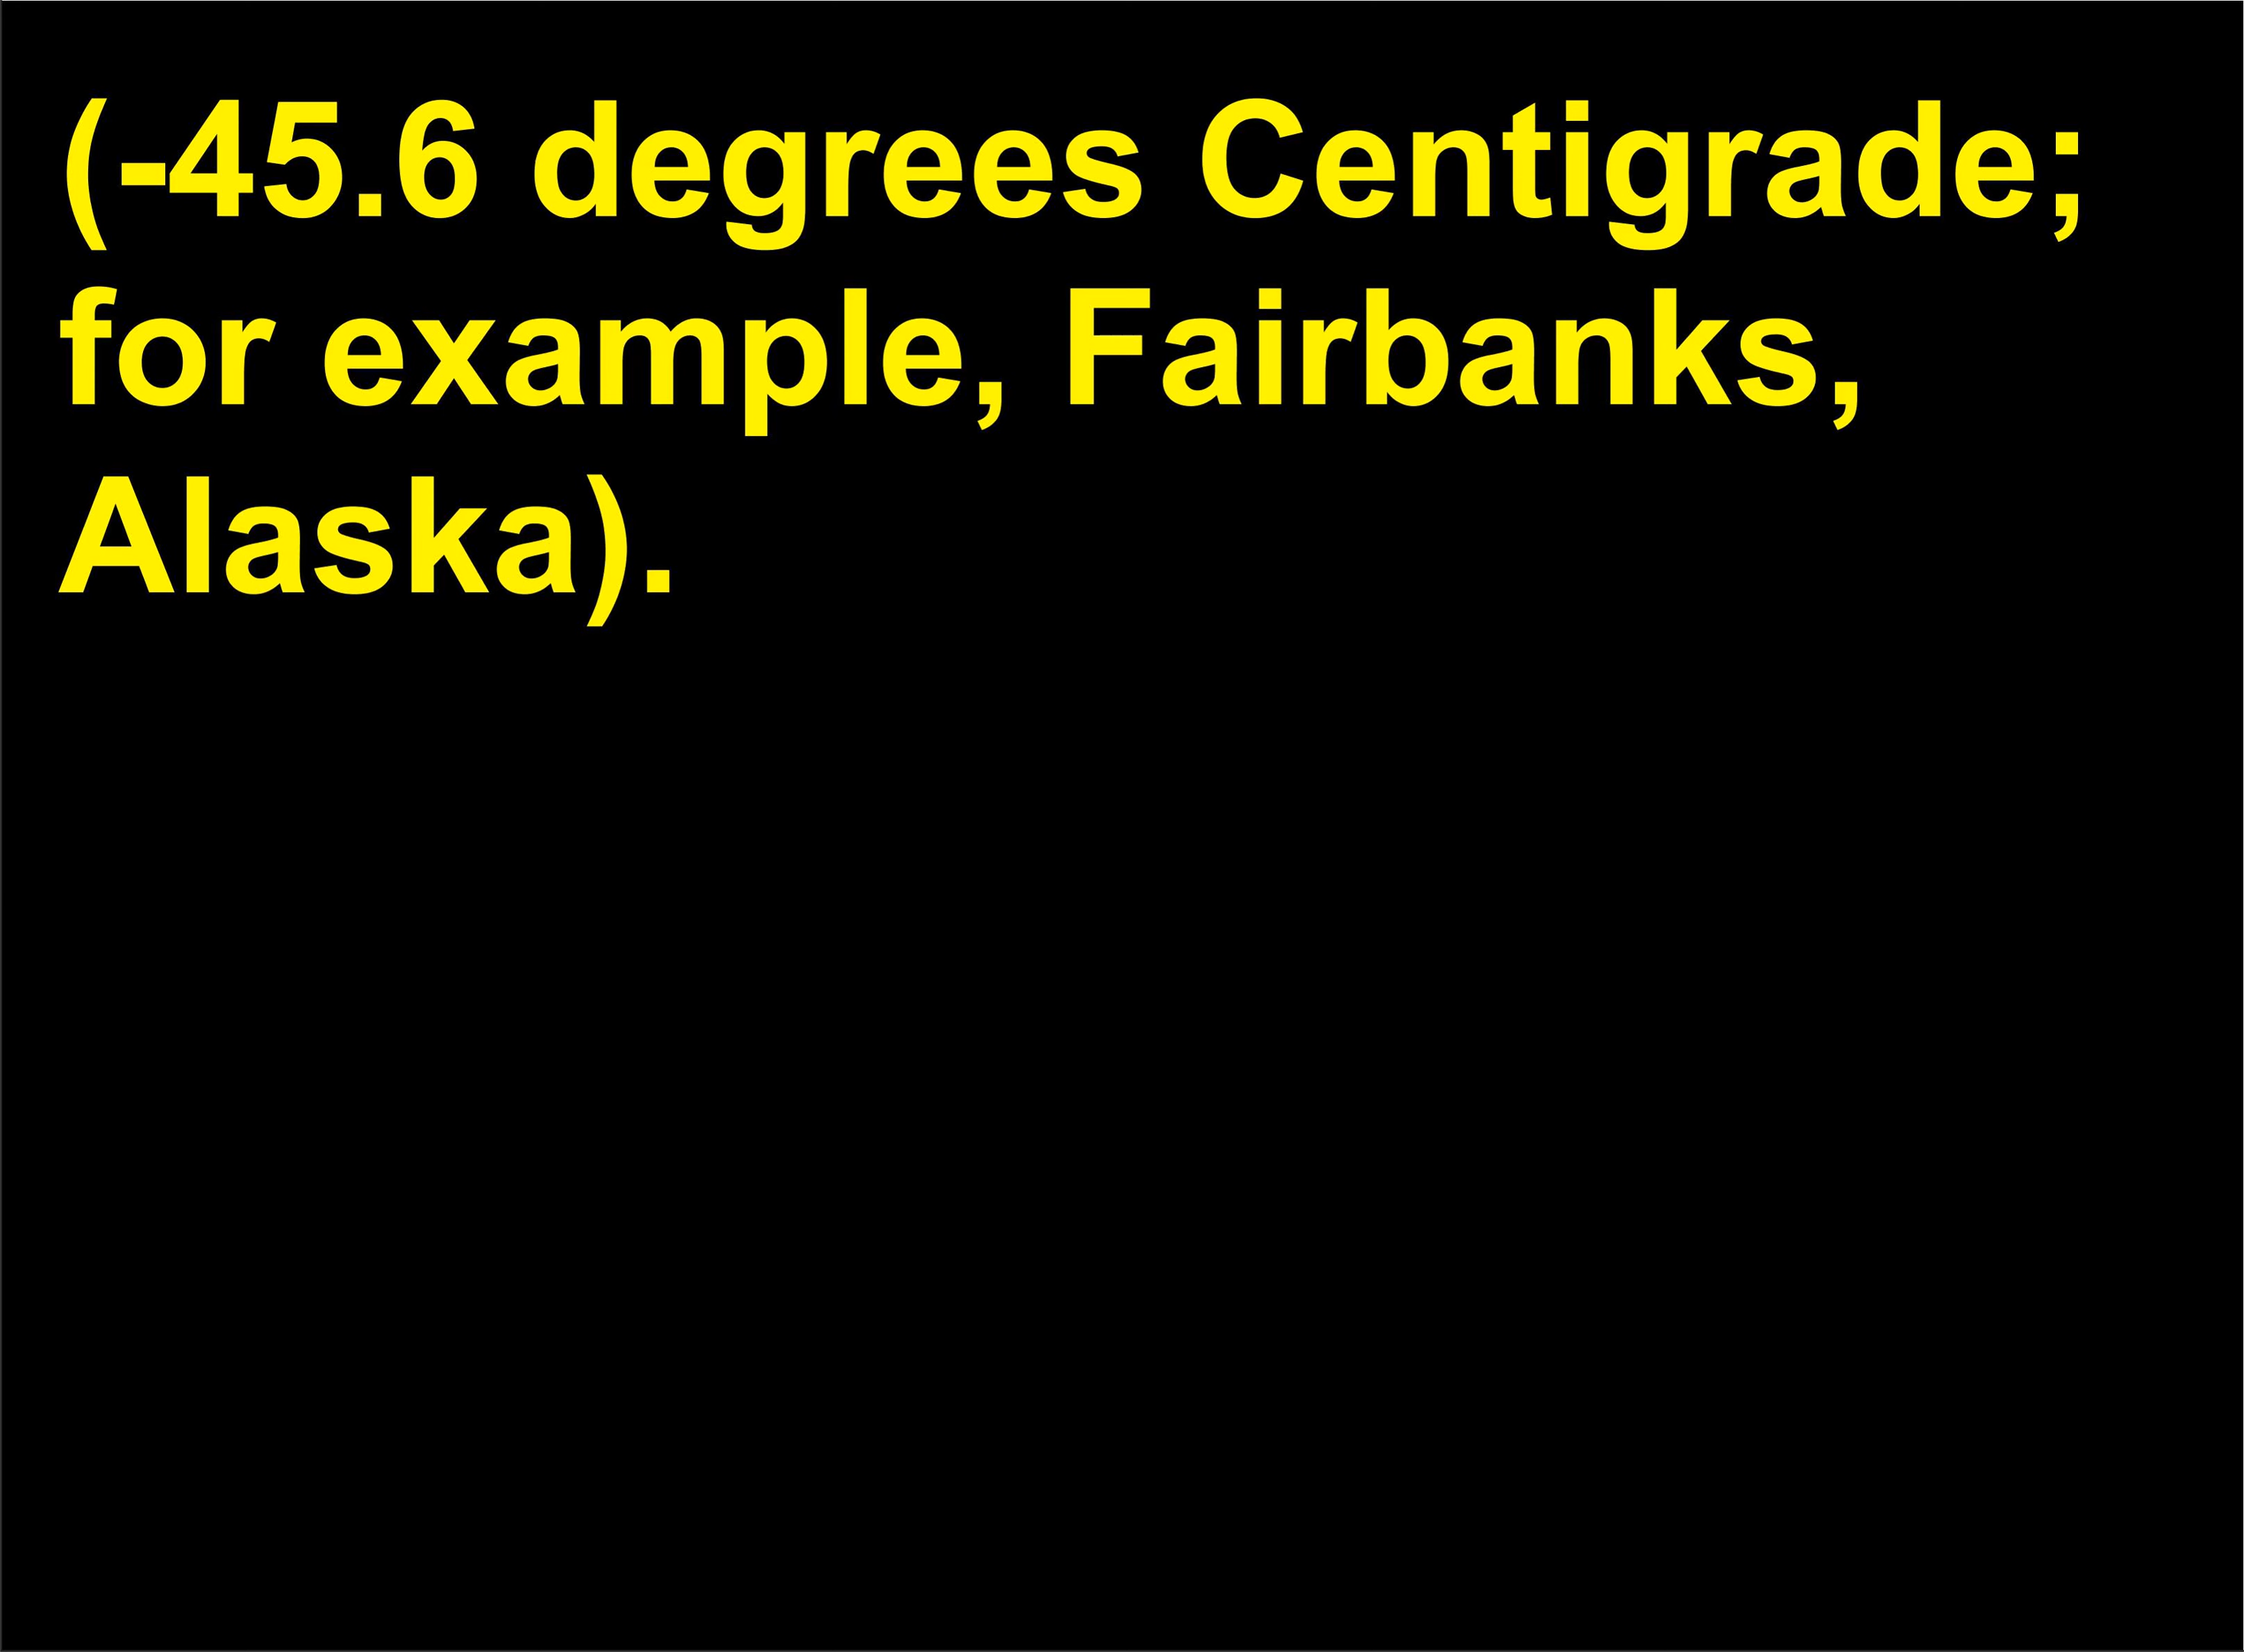 (-45.6 degrees Centigrade;
for example, Fairbanks,
Alaska).